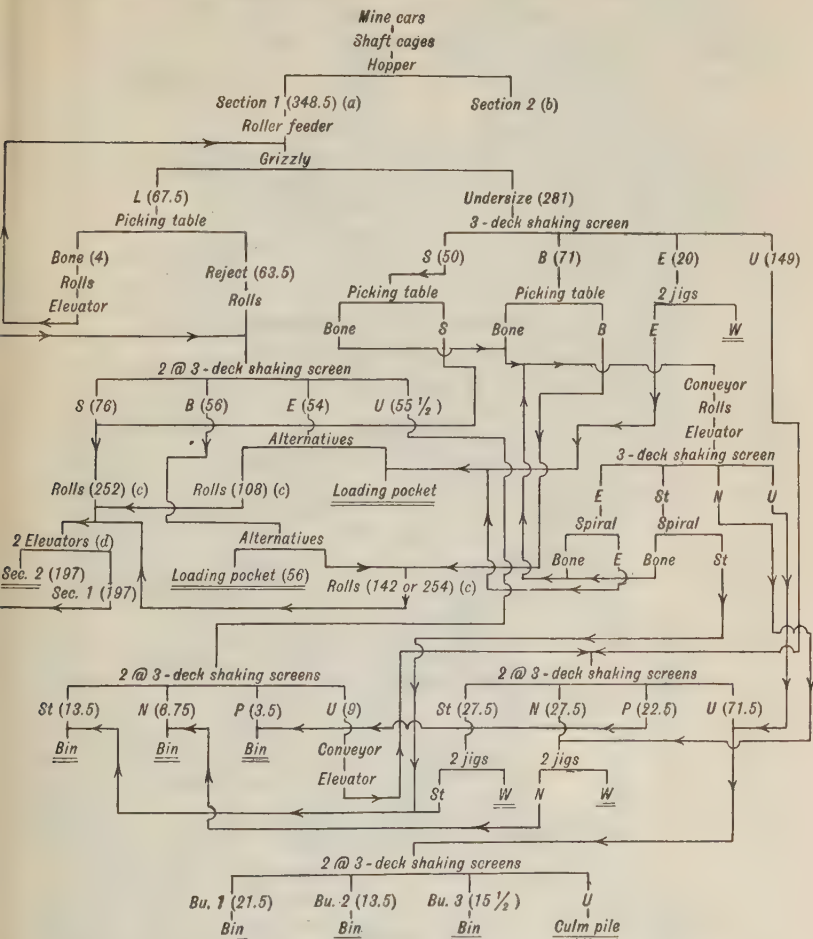 Mine cars
Shaft cages
Hopper
Section 1 (348.5) (a) Section 2 (b)
Roller feeder
Grizzly
L (67.5) Undersize (281)
Picking table 3-deck shaking screen
Bone (4) Reject (63.5) S (50) B (71) E (20) U (149)
Rolls Rolls Picking table Picking table 2 jigs
Elevator Bone S Bone B E W
2 @ 3-deck shaking screen Conveyor
S (76) B (56) E (54) U (55 ½) Rolls
Alternatives Elevator
3-deck shaking screen
Rolls (252) (c) Rolls (108) (c) Loading pocket E St N U
2 Elevators (d) Alternatives Spiral Spiral
Sec. 2 (197) Loading pocket (56) Bone E Bone St
Sec. 1 (197) Rolls (142 or 254) (c)
2 @ 3-deck shaking screens 2 @ 3-deck shaking screens
St (13.5) N (6.75) P (3.5) U (9) St (27.5) N (27.5) P (22.5) U (71.5)
Bin Bin Bin Conveyor 2 jigs 2 jigs
Elevator St W N W
2 @ 3-deck shaking screens
Bu. 1 (21.5) Bu. 2 (13.5) Bu. 3 (15 ½) U
Bin Bin Bin Culm pile